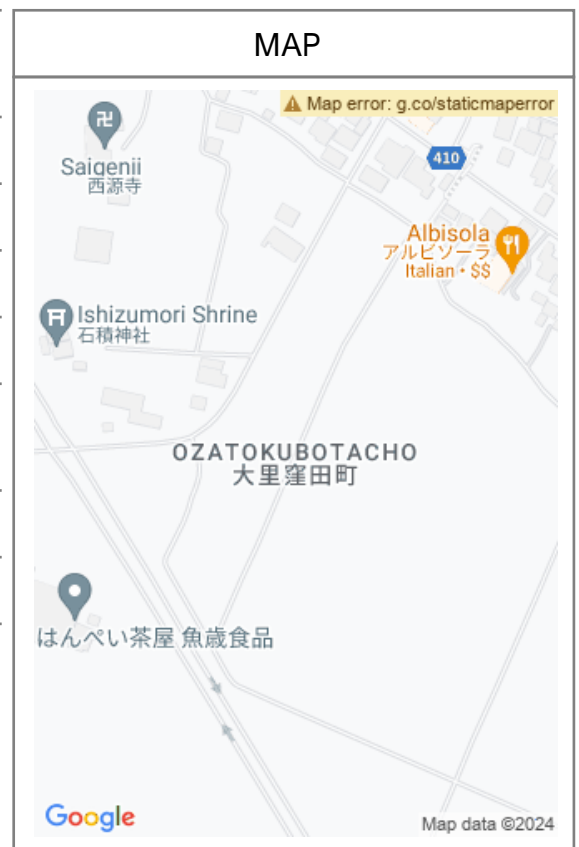 MAP
Map error: g.co/staticmaperror
410
Saigenji
西源寺
Albisola
アルビソーラ
Italian • $$
Ishizumori Shrine
石積神社
OZATOKUBOTACHO
大里窪田町
はんぺい茶屋 魚歳食品
Google
Map data ©2024